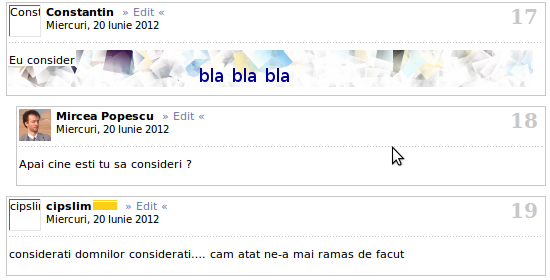 Const Constantin » Edit « 17
Miercuri, 20 Iunie 2012
Eu consider
bla bla bla
Mircea Popescu » Edit « 18
Miercuri, 20 Iunie 2012
Apai cine esti tu sa consideri ?
cipslim cipslim » Edit « 19
Miercuri, 20 Iunie 2012
considerati domnilor considerati.... cam atat ne-a mai ramas de facut